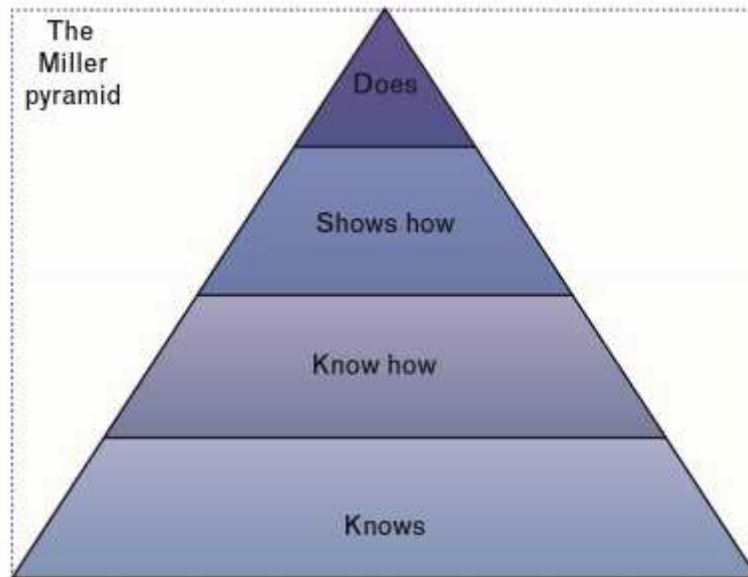 The
Miller
pyramid
Does
Shows how
Know how
Knows